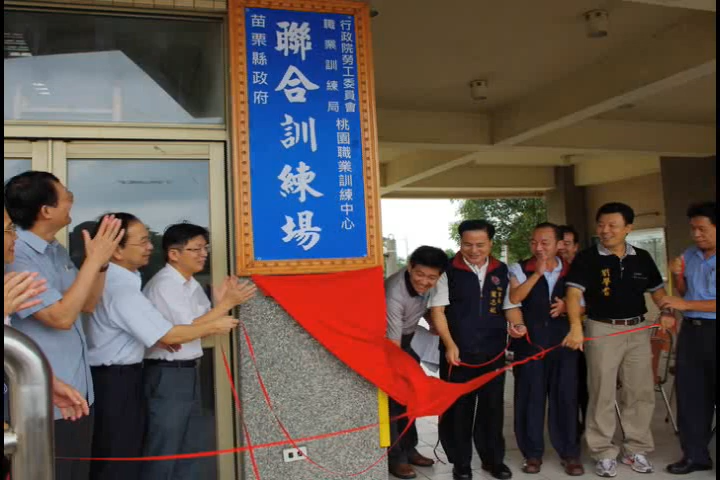 行政院勞工委員會
職業訓練局
桃園職業訓練中心
聯合訓練場
苗栗縣政府